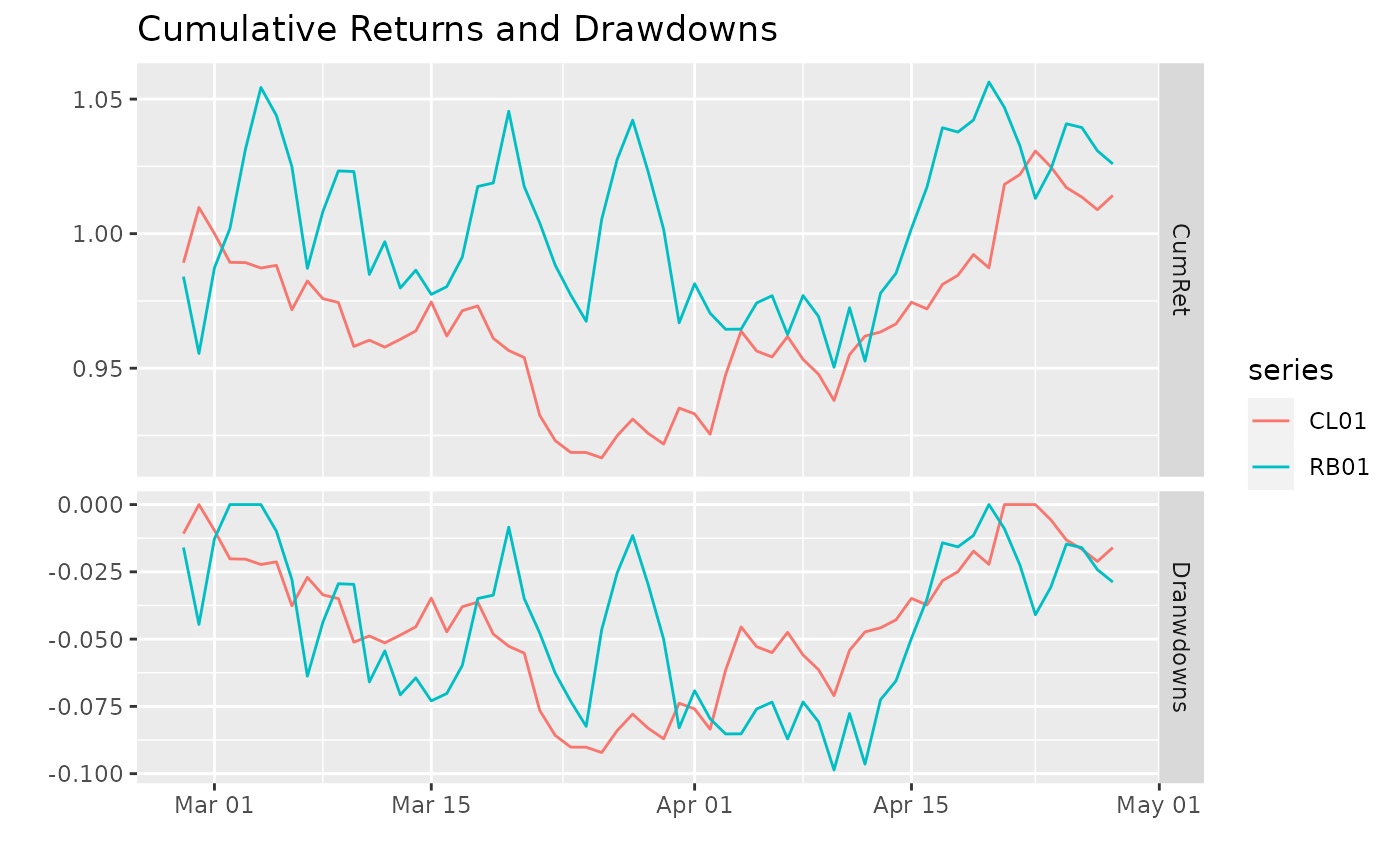 Cumulative Returns and Drawdowns
1.05
1.00
0.95
CumRet
0.000
-0.025
-0.050
-0.075
-0.100
Dranwdowns
Mar 01
Mar 15
Apr 01
Apr 15
May 01
series
CL01
RB01